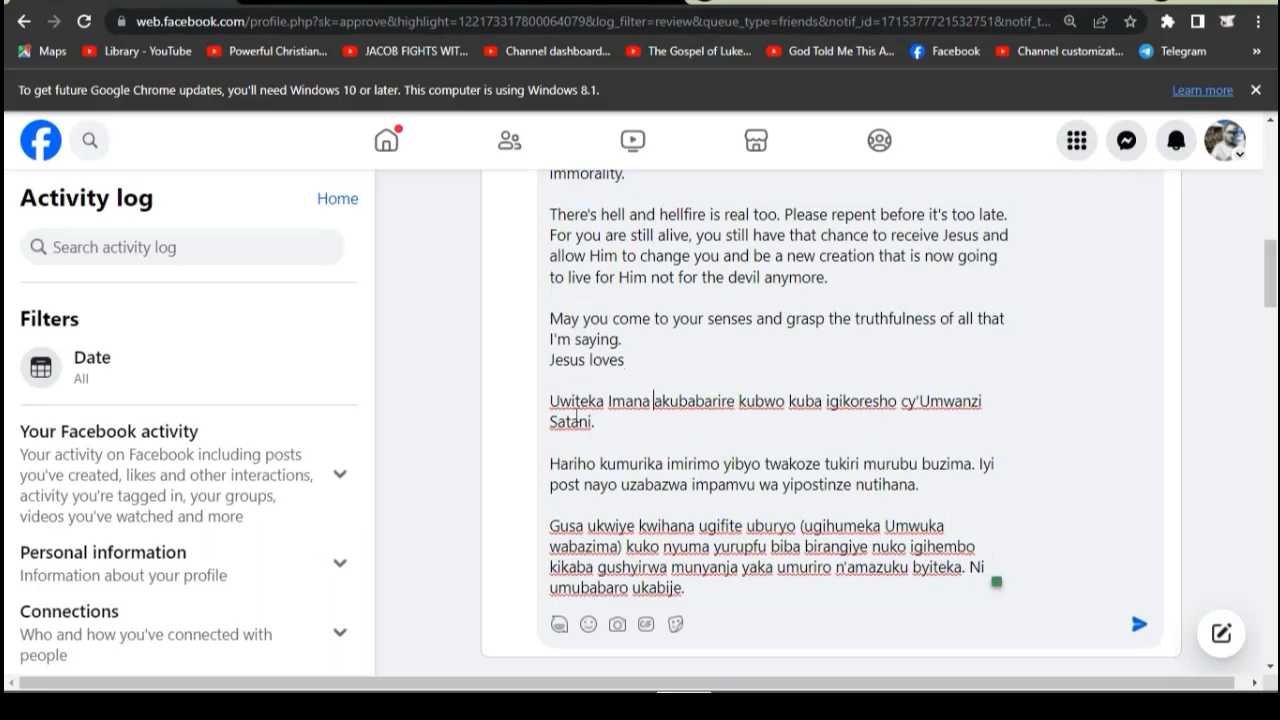 web.facebook.com/profile.php?sk=approve&highlight=122173317800064079&log_filter=review&queue_type=friends&notif_id=1715377721532751&notif_t...
Maps
Library - YouTube
Powerful Christian...
JACOB FIGHTS WIT...
Channel dashboard...
The Gospel of Luke...
God Told Me This A...
Facebook
Channel customizat...
Telegram
»
To get future Google Chrome updates, you'll need Windows 10 or later. This computer is using Windows 8.1.
Learn more
Activity log
Home
Search activity log
Filters
Date
All
Your Facebook activity
Your activity on Facebook including posts
you've created, likes and other interactions,
activity you're tagged in, your groups,
videos you've watched and more
Personal information
Information about your profile
Connections
Who and how you've connected with
people
immorality.
There's hell and hellfire is real too. Please repent before it's too late.
For you are still alive, you still have that chance to receive Jesus and
allow Him to change you and be a new creation that is now going
to live for Him not for the devil anymore.
May you come to your senses and grasp the truthfulness of all that
I'm saying.
Jesus loves
Uwiteka Imana akubabarire kubwo kuba igikoresho cy'Umwanzi
Satani.
Hariho kumurika imirimo yibyo twakoze tukiri murubu buzima. Iyi
post nayo uzabazwa impamvu wa yipostinze nutihana.
Gusa ukwiye kwihana ugifite uburyo (ugihumeka Umwuka
wabazima) kuko nyuma yurupfu biba birangiye nuko igihembo
kikaba gushyirwa munyanja yaka umuriro n'amazuku byiteka. Ni
umubabaro ukabije.
GIF